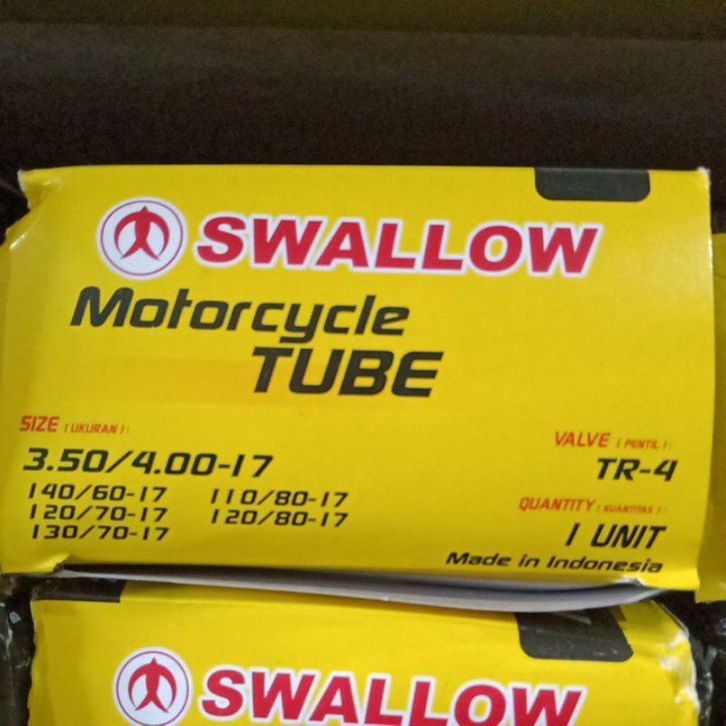 SWALLOW
Motorcycle
TUBE
SIZE (UKURAN):
3.50/4.00-17
140/60-17 110/80-17
120/70-17 120/80-17
130/70-17
VALVE (PENTIL):
TR-4
QUANTITY (KUANTITAS):
1 UNIT
Made in Indonesia
SWALLOW